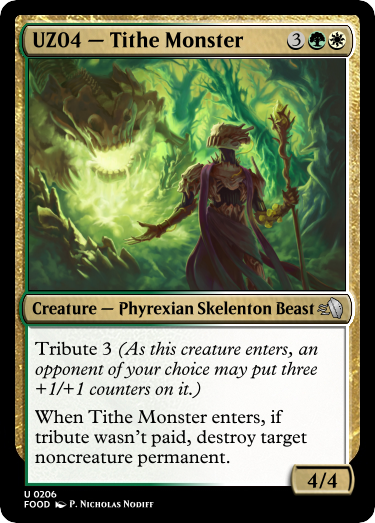 UZ04 — Tithe Monster 3
Creature — Phyrexian Skelenton Beast
Tribute 3 (As this creature enters, an
opponent of your choice may put three
+1/+1 counters on it.)
When Tithe Monster enters, if
tribute wasn't paid, destroy target
noncreature permanent.
4/4
U 0206
FOOD P. Nicholas Nodiff